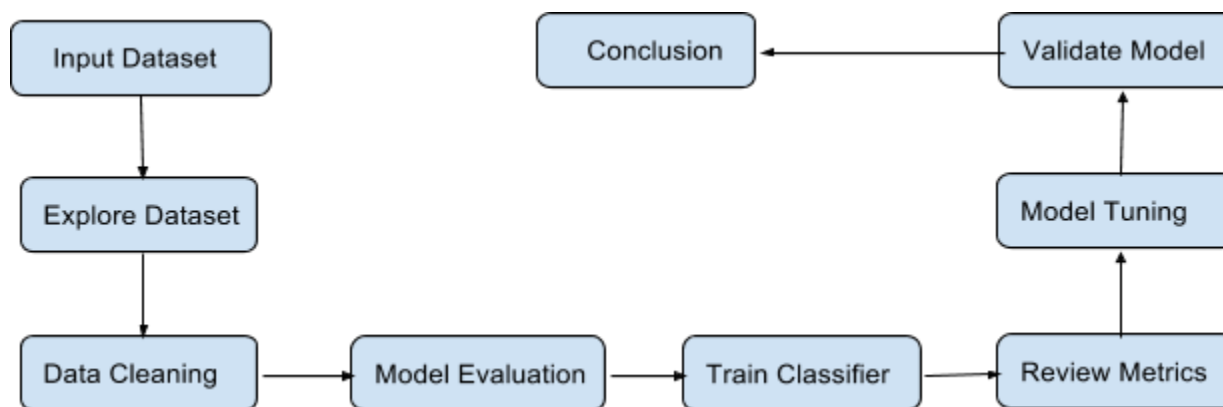 Input Dataset
Explore Dataset
Data Cleaning
Model Evaluation
Train Classifier
Review Metrics
Model Tuning
Validate Model
Conclusion